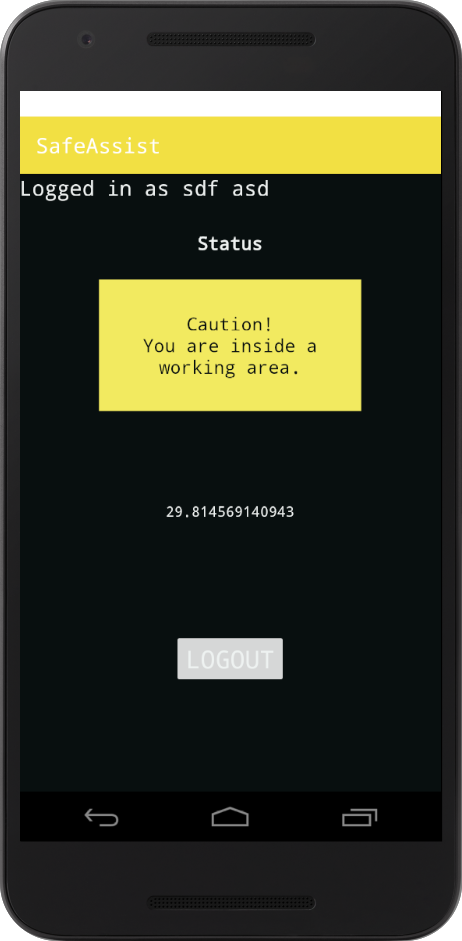 SafeAssist
Logged in as sdf asd
Status
Caution!
You are inside a
working area.
29.814569140943
LOGOUT